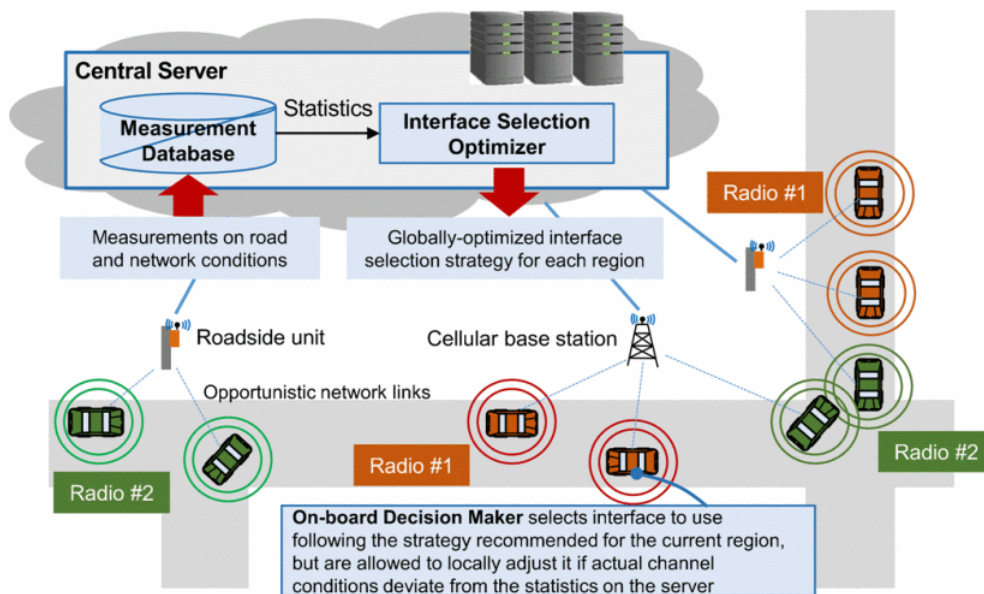 Central Server
Measurement
Database
Statistics
Interface Selection
Optimizer
Radio #1
Measurements on road
and network conditions
Globally-optimized interface
selection strategy for each region
Roadside unit
Cellular base station
Opportunistic network links
Radio #1
Radio #2
Radio #2
On-board Decision Maker selects interface to use
following the strategy recommended for the current region,
but are allowed to locally adjust it if actual channel
conditions deviate from the statistics on the server